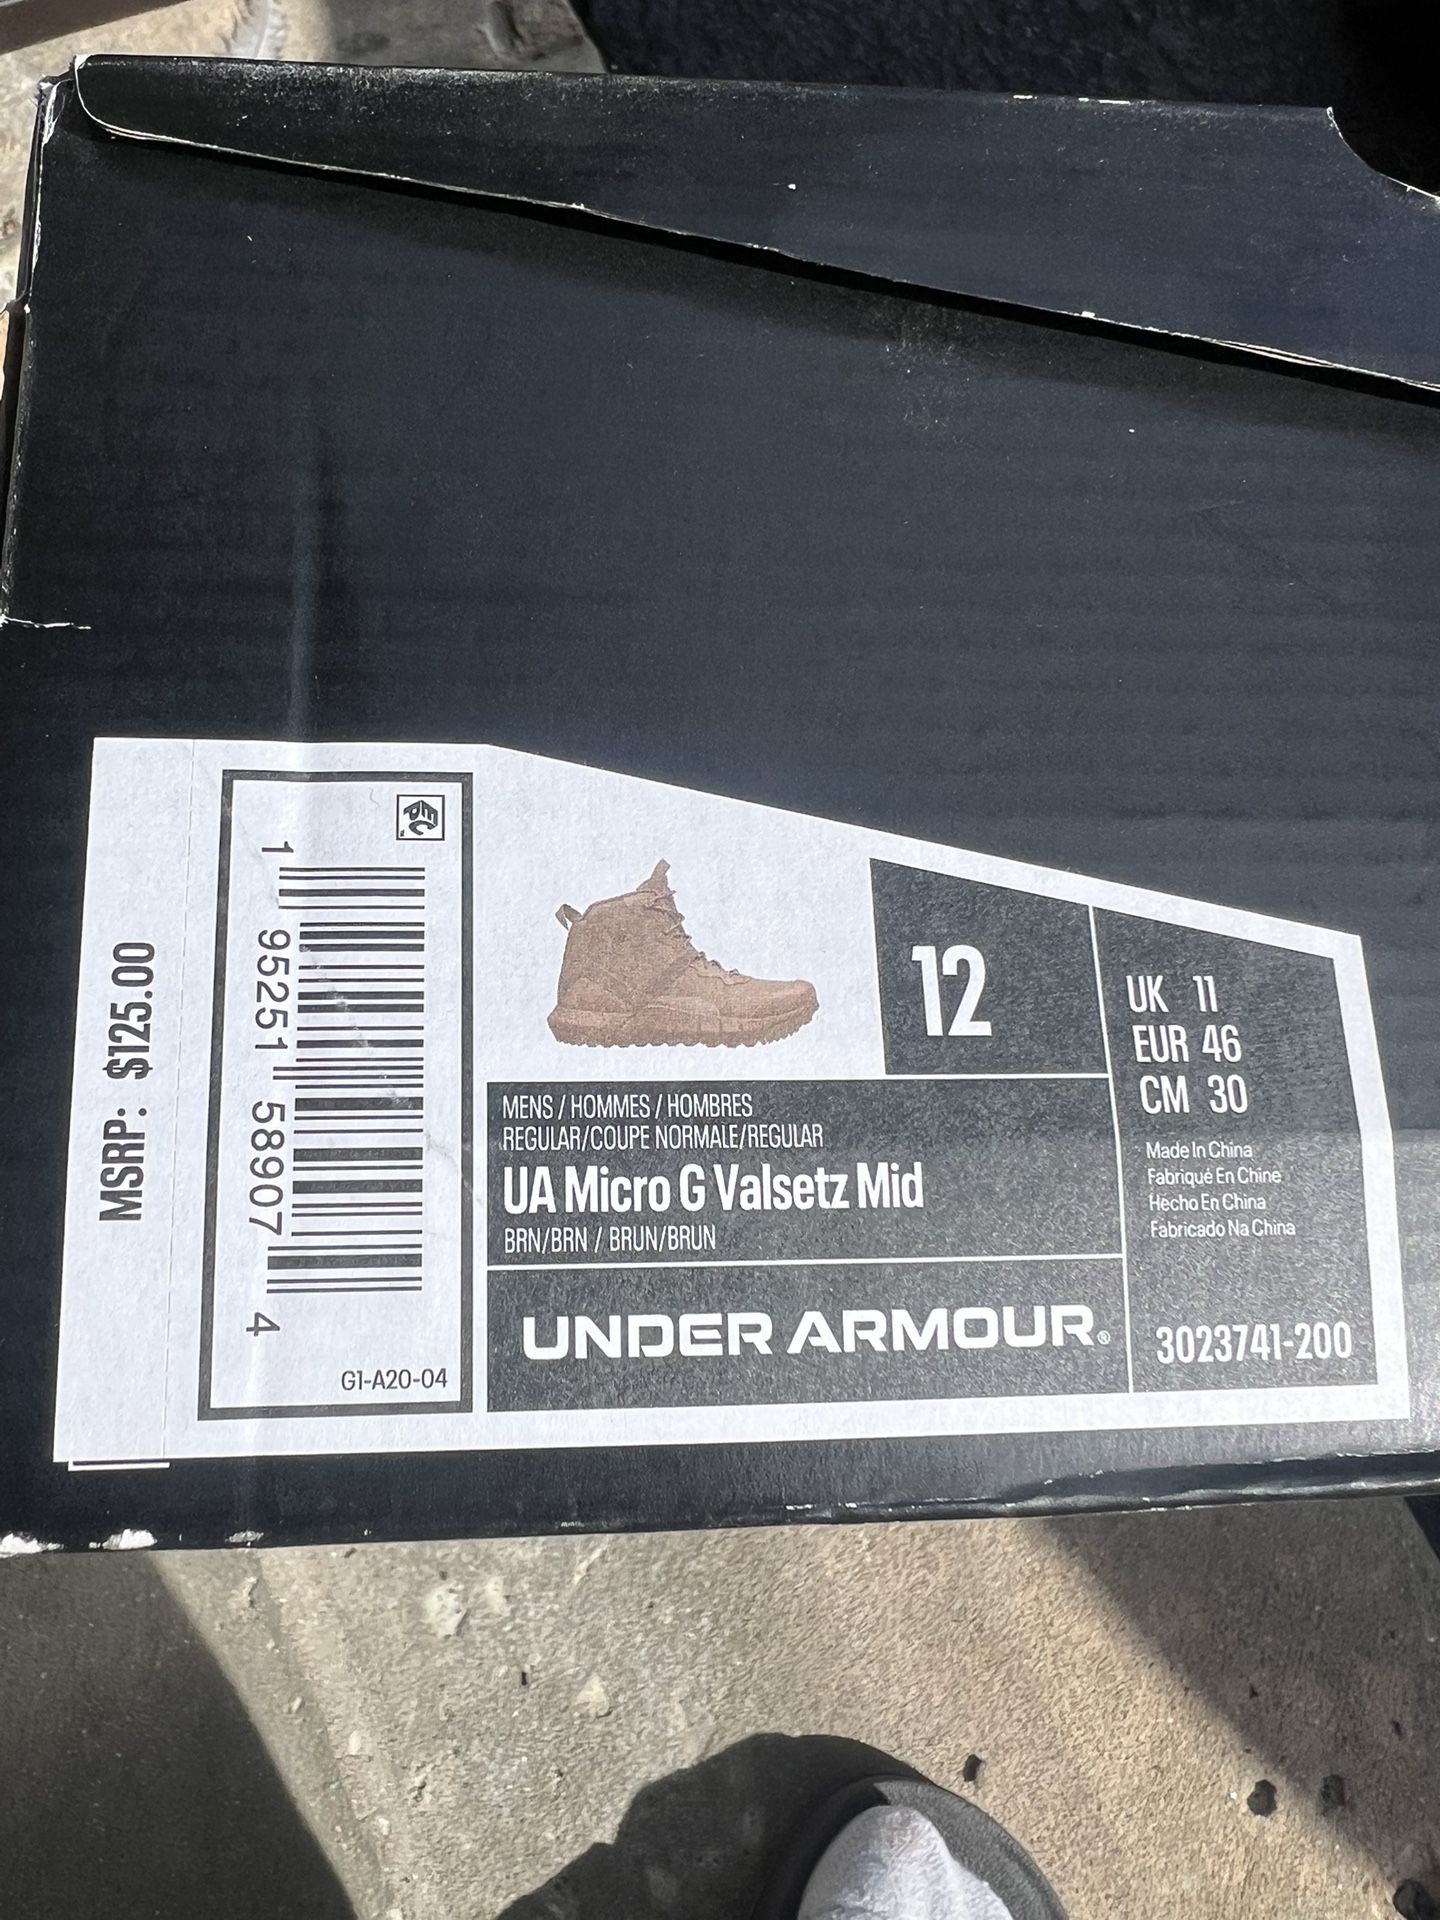 MSRP: $125.00
1 95251 58907 4
G1-A20-04
12
UK 11
EUR 46
CM 30
MENS / HOMMES / HOMBRES
REGULAR/COUPE NORMALE/REGULAR
UA Micro G Valsetz Mid
BRN/BRN / BRUN/BRUN
Made In China
Fabriqué En Chine
Hecho En China
Fabricado Na China
UNDER ARMOUR®
3023741-200